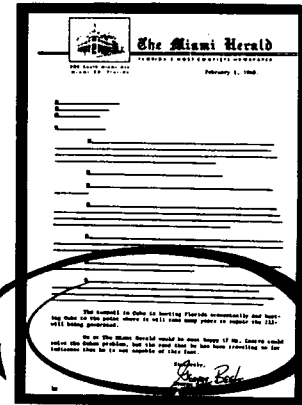 The Miami Herald
FLORIDA'S MOST COMPLETE NEWSPAPER
February 1, 1960
The turmoil in Cuba is hurting Florida economically and hurt-
ing Cuba to the point where it will take many years to repair the ill-
will being generated.
We at The Miami Herald would be most happy if Mr. Castro could
solve the Cuban problem, but the road that he has been traveling so far
indicates that he is not capable of this feat.
Sincerely,
George Beebe